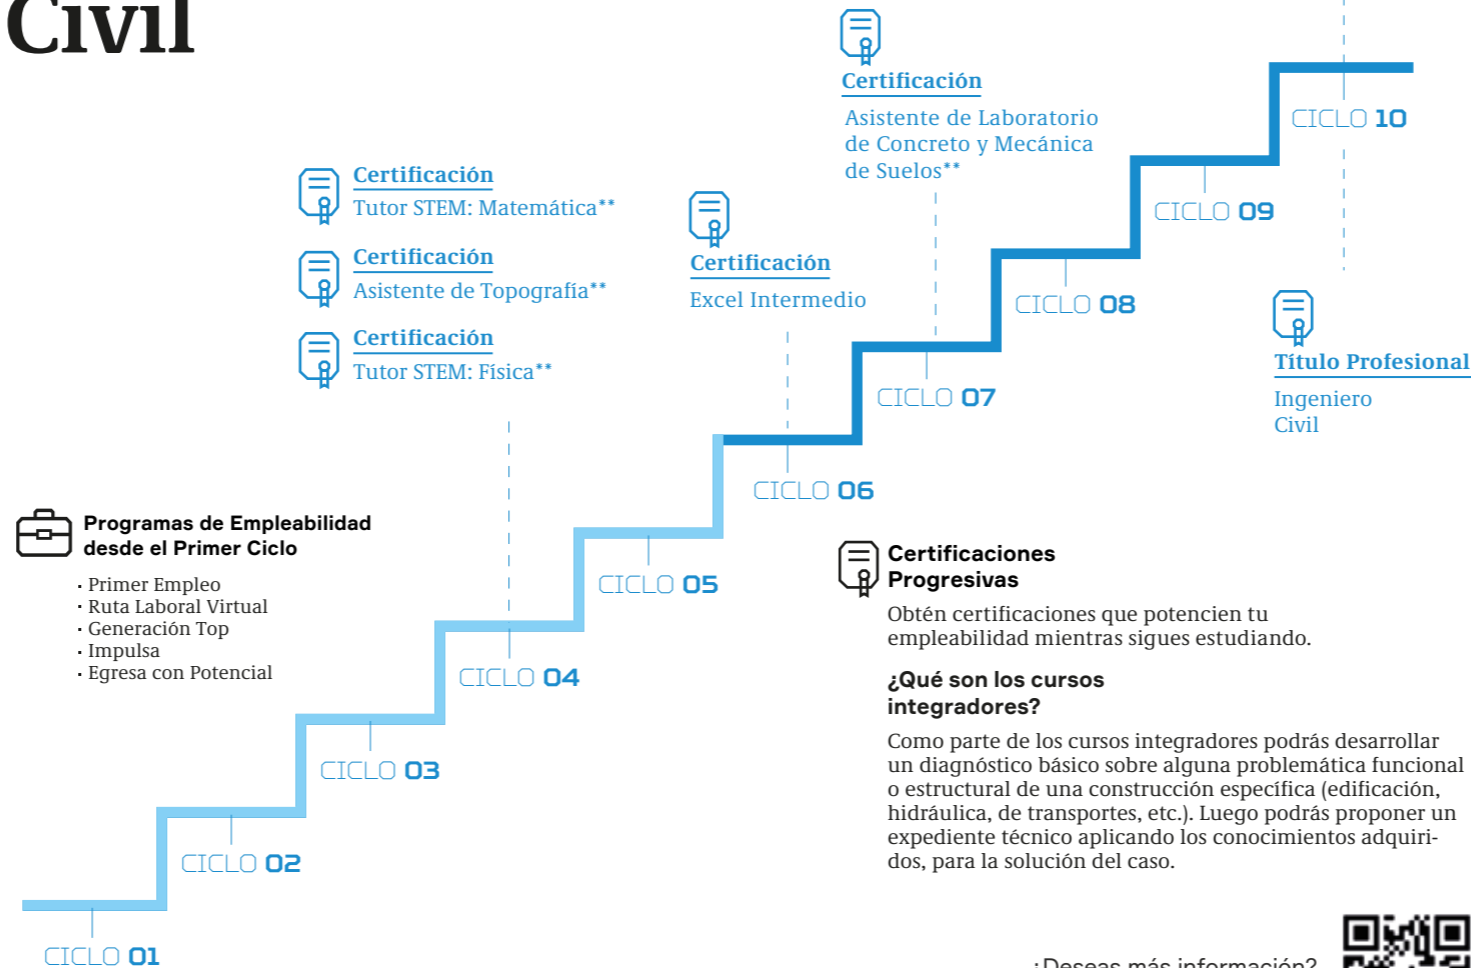 Civil
Certificación
Tutor STEM: Matemática**
Certificación
Asistente de Topografía**
Certificación
Tutor STEM: Física**
Certificación
Excel Intermedio
Certificación
Asistente de Laboratorio
de Concreto y Mecánica
de Suelos**
Título Profesional
Ingeniero
Civil
CICLO 10
CICLO 09
CICLO 08
CICLO 07
CICLO 06
CICLO 05
CICLO 04
CICLO 03
CICLO 02
CICLO 01
Programas de Empleabilidad
desde el Primer Ciclo
· Primer Empleo
· Ruta Laboral Virtual
· Generación Top
· Impulsa
· Egresa con Potencial
Certificaciones
Progresivas
Obtén certificaciones que potencien tu
empleabilidad mientras sigues estudiando.
¿Qué son los cursos
integradores?
Como parte de los cursos integradores podrás desarrollar
un diagnóstico básico sobre alguna problemática funcional
o estructural de una construcción específica (edificación,
hidráulica, de transportes, etc.). Luego podrás proponer un
expediente técnico aplicando los conocimientos adquiri-
dos, para la solución del caso.
¿Deseas más información?